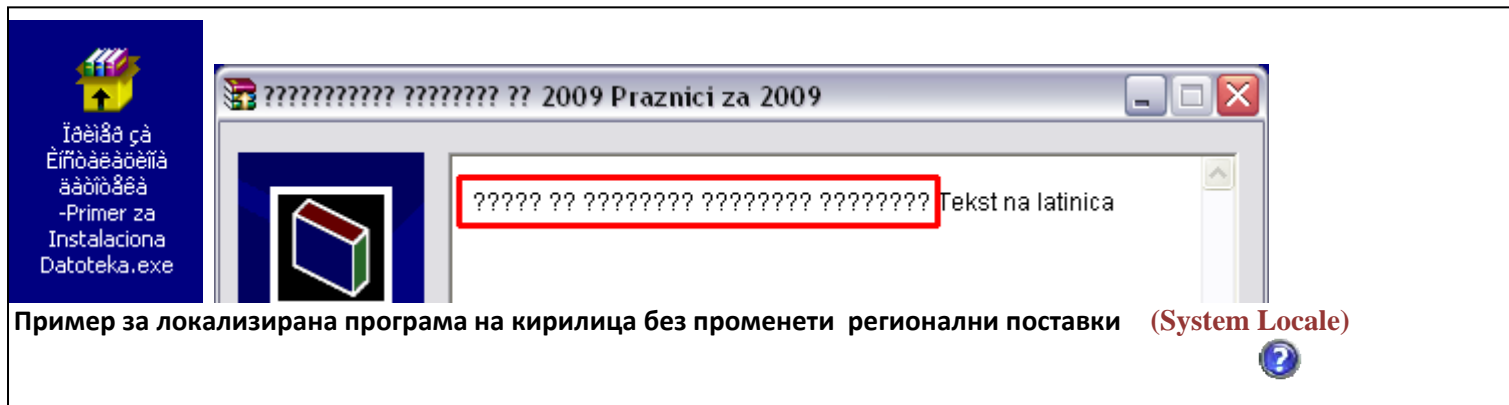 Ïðèìåð çà
Èíñòàëàöèîíà
äàòîòåêà
-Primer za
Instalaciona
Datoteka.exe
??????????? ???????? ?? 2009 Praznici za 2009
????? ?? ???????? ???????? ???????? Tekst na latinica
Пример за локализирана програма на кирилица без променети регионални поставки (System Locale)
?